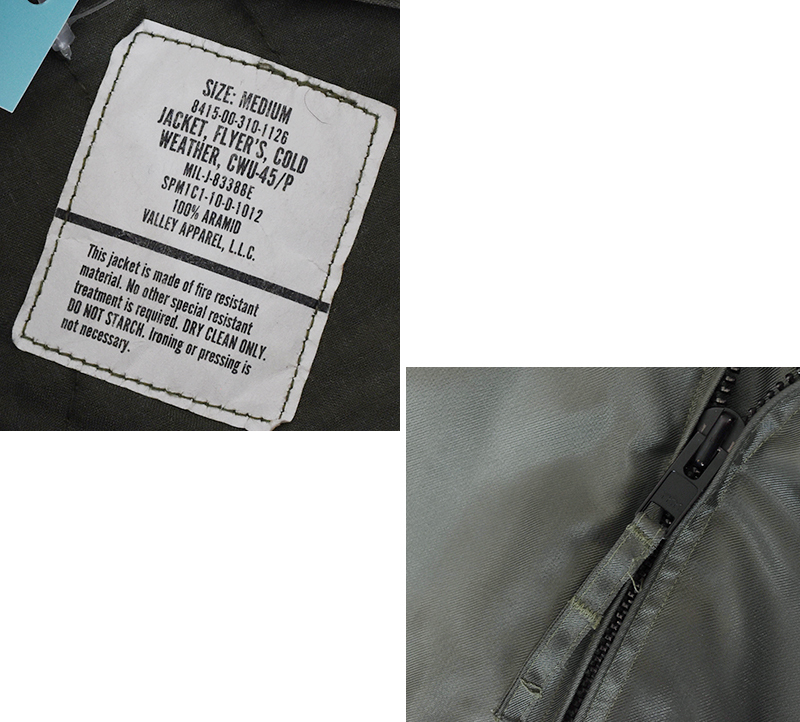 SIZE: MEDIUM
8415-00-310-1126
JACKET, FLYER'S, COLD
WEATHER, CWU-45/P
MIL-J-83388E
SPM1C1-10-D-1012
100% ARAMID
VALLEY APPAREL, L.L.C.
This jacket is made of fire resistant
material. No other special resistant
treatment is required. DRY CLEAN ONLY.
DO NOT STARCH. Ironing or pressing is
not necessary.